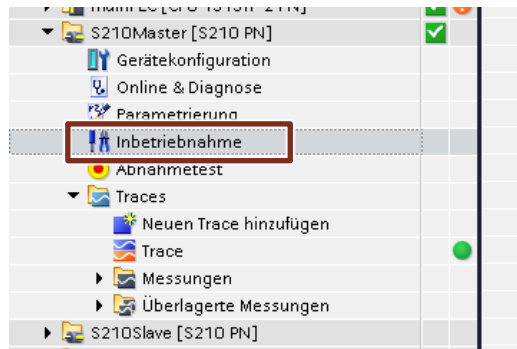 S210Master [S210 PN]
Gerätekonfiguration
Online & Diagnose
Parametrierung
Inbetriebnahme
Abnahmetest
Traces
Neuen Trace hinzufügen
Trace
Messungen
Überlagerte Messungen
S210Slave [S210 PN]